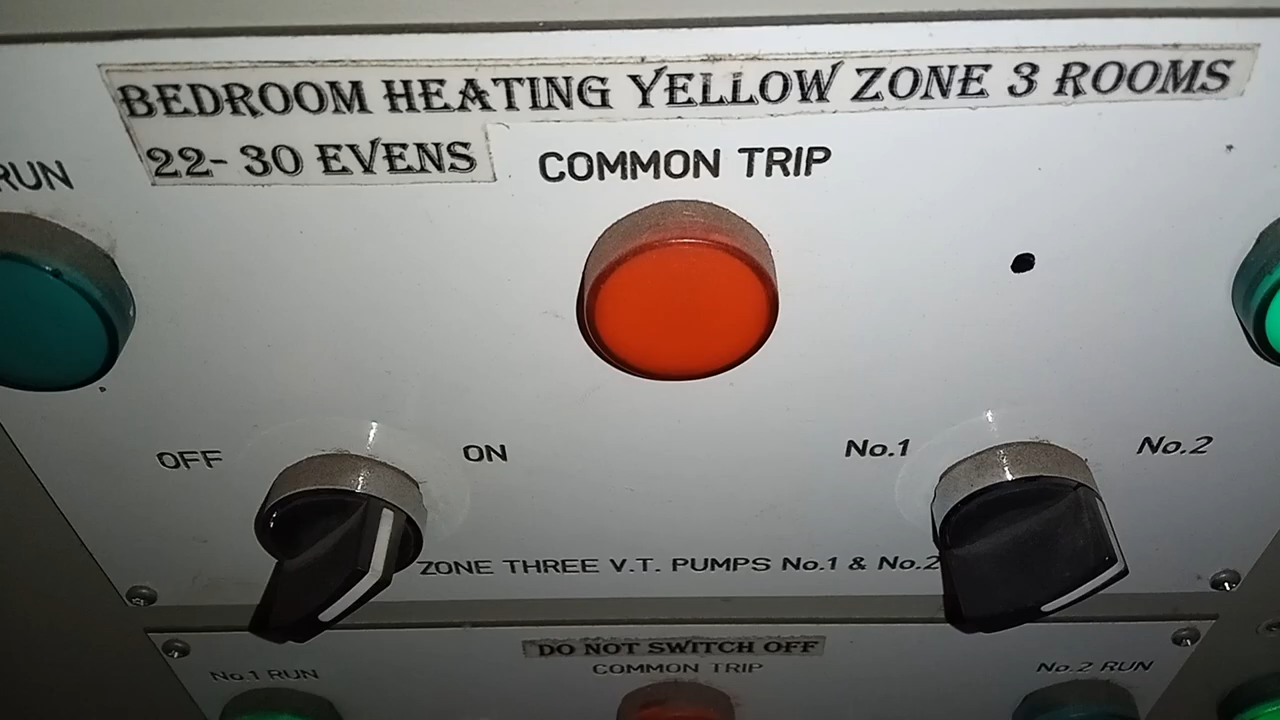 BEDROOM HEATING YELLOW ZONE 3 ROOMS
22- 30 EVENS
RUN
COMMON TRIP
OFF
ON
No.1
No.2
ZONE THREE V.T. PUMPS No.1 & No.2
DO NOT SWITCH OFF
COMMON TRIP
No.1 RUN
No.2 RUN